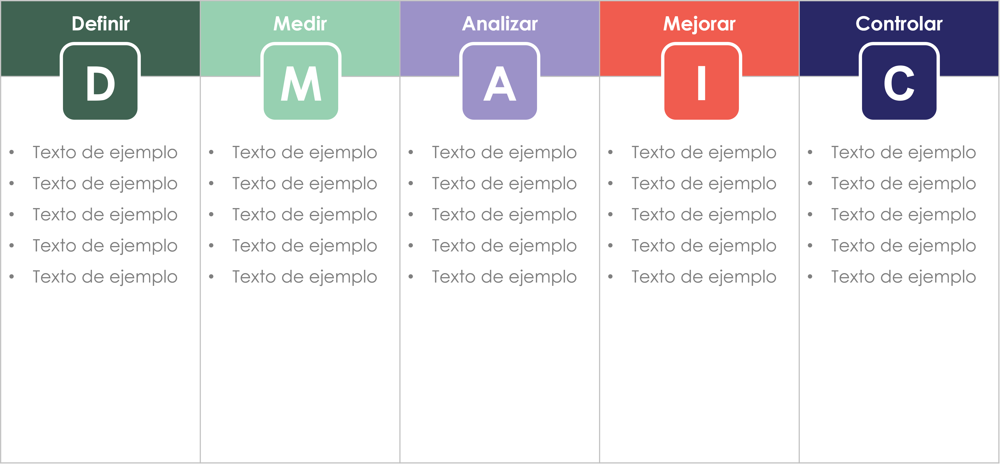 Definir
D
• Texto de ejemplo
• Texto de ejemplo
• Texto de ejemplo
• Texto de ejemplo
• Texto de ejemplo
Medir
M
• Texto de ejemplo
• Texto de ejemplo
• Texto de ejemplo
• Texto de ejemplo
• Texto de ejemplo
Analizar
A
• Texto de ejemplo
• Texto de ejemplo
• Texto de ejemplo
• Texto de ejemplo
• Texto de ejemplo
Mejorar
I
• Texto de ejemplo
• Texto de ejemplo
• Texto de ejemplo
• Texto de ejemplo
• Texto de ejemplo
Controlar
C
• Texto de ejemplo
• Texto de ejemplo
• Texto de ejemplo
• Texto de ejemplo
• Texto de ejemplo